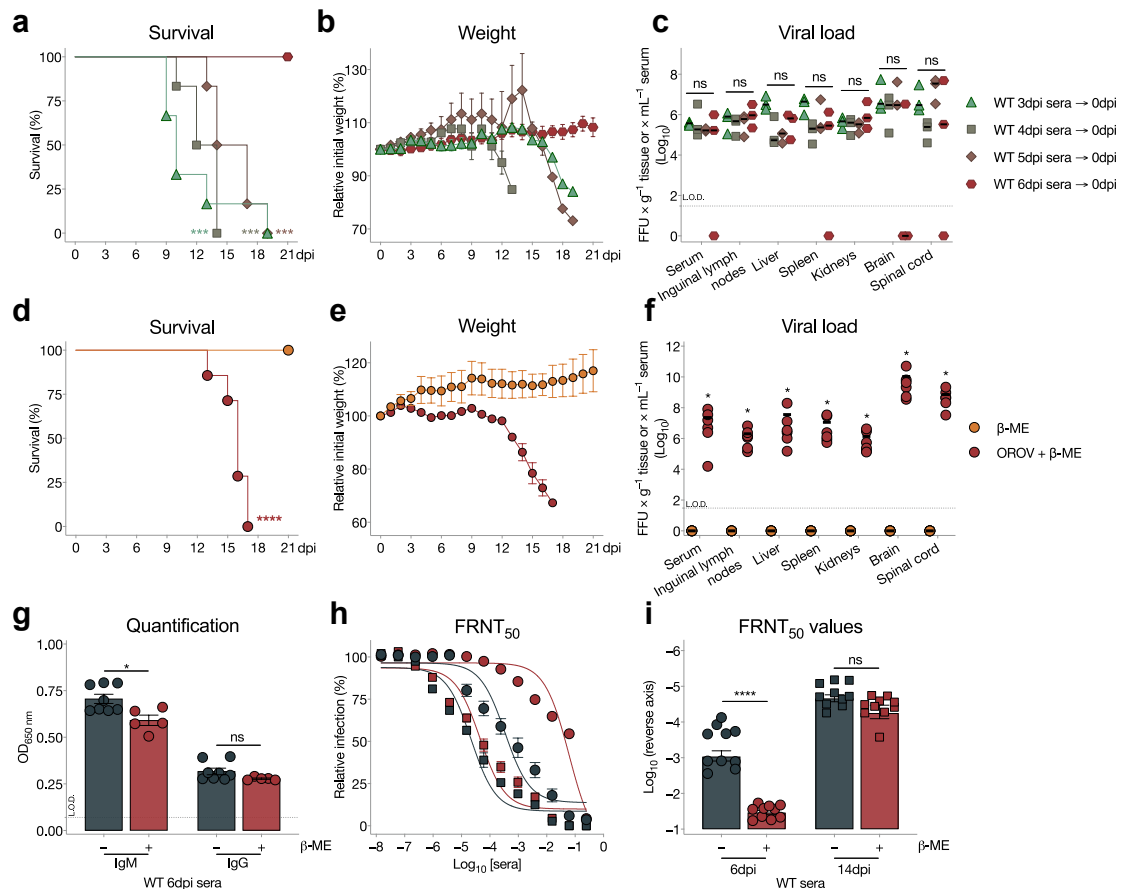 a
Survival
Survival (%)
100
75
50
25
0
***
***
***
0 3 6 9 12 15 18 21 dpi
b
Weight
Relative initial weight (%)
140
120
100
80
0 3 6 9 12 15 18 21 dpi
c
Viral load
FFU × g⁻¹ tissue or × mL⁻¹ serum
(Log₁₀)
8
6
4
2
0
ns ns ns ns ns ns ns
L.O.D.
Serum
Inguinal lymph
nodes
Liver
Spleen
Kidneys
Brain
Spinal cord
WT 3dpi sera → 0dpi
WT 4dpi sera → 0dpi
WT 5dpi sera → 0dpi
WT 6dpi sera → 0dpi
d
Survival
Survival (%)
100
75
50
25
0
****
0 3 6 9 12 15 18 21 dpi
e
Weight
Relative initial weight (%)
120
100
80
60
0 3 6 9 12 15 18 21 dpi
f
Viral load
FFU × g⁻¹ tissue or × mL⁻¹ serum
(Log₁₀)
12
10
8
6
4
2
0
* * * * * * *
L.O.D.
Serum
Inguinal lymph
nodes
Liver
Spleen
Kidneys
Brain
Spinal cord
β-ME
OROV + β-ME
g
Quantification
OD₆₅₀ₙₘ
1.00
0.75
0.50
0.25
0.00
*
ns
L.O.D.
− + − + β-ME
IgM IgG
WT 6dpi sera
h
FRNT₅₀
Relative infection (%)
125
100
75
50
25
0
−8 −7 −6 −5 −4 −3 −2 −1 0
Log₁₀ [sera]
i
FRNT₅₀ values
Log₁₀ (reverse axis)
−6
−5
−4
−3
−2
−1
****
ns
− + − + β-ME
6dpi 14dpi
WT sera